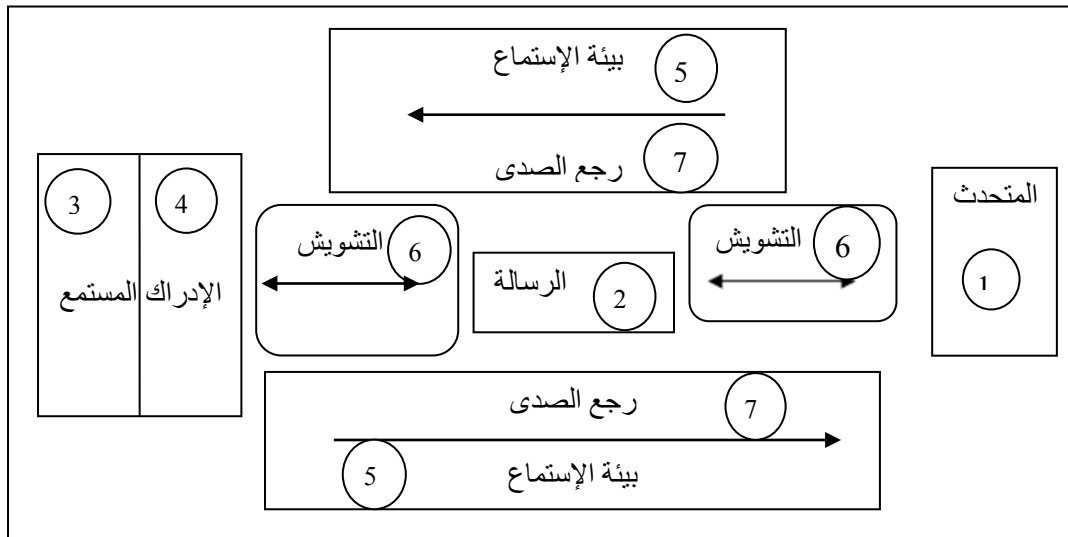 بيئة الإستماع 5
رجع الصدى 7
المتحدث
1
التشويش 6
الرسالة 2
التشويش 6
4 3
الإدراك المستمع
رجع الصدى 7
بيئة الإستماع 5